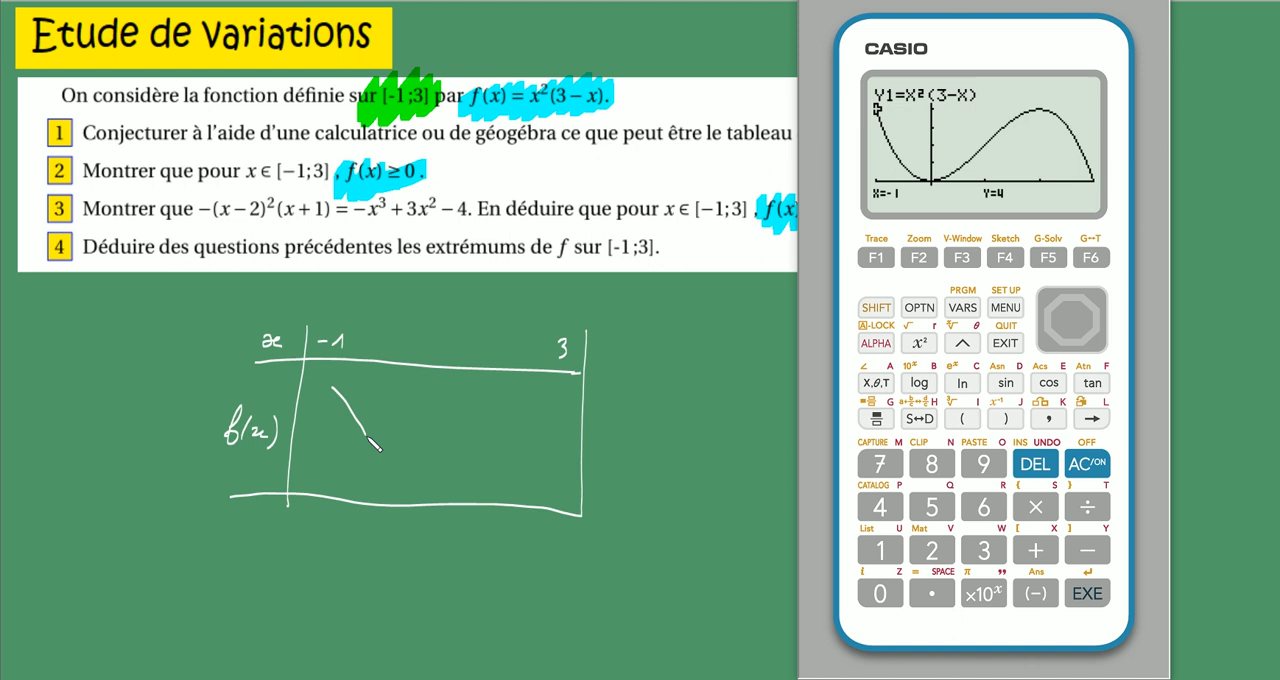 Etude de Variations
On considère la fonction définie sur [-1;3] par f(x) = x²(3 − x).
1 Conjecturer à l'aide d'une calculatrice ou de géogébra ce que peut être le tableau
2 Montrer que pour x ∈ [−1;3] , f(x) ≥ 0 .
3 Montrer que −(x − 2)²(x + 1) = −x³ + 3x² − 4. En déduire que pour x ∈ [−1;3] , f(x)
4 Déduire des questions précédentes les extrémums de f sur [-1;3].
x -1 3
f(x)
CASIO
Y1=X²(3-X)
X=-1 Y=4
Trace Zoom V-Window Sketch G-Solv G↔T
F1 F2 F3 F4 F5 F6
PRGM SET UP
SHIFT OPTN VARS MENU
A-LOCK √ r ∛ θ QUIT
ALPHA x² ^ EXIT
∠ A 10ˣ B eˣ C Asn D Acs E Atn F
X,θ,T log ln sin cos tan
G H I x⁻¹ J K L
S↔D ( ) , →
CAPTURE M CLIP N PASTE O INS UNDO OFF
7 8 9 DEL AC/ON
CATALOG P Q R { S } T
4 5 6 × ÷
List U Mat V W [ X ] Y
1 2 3 + −
i Z = SPACE π " Ans ↵
0 . ×10ˣ (−) EXE